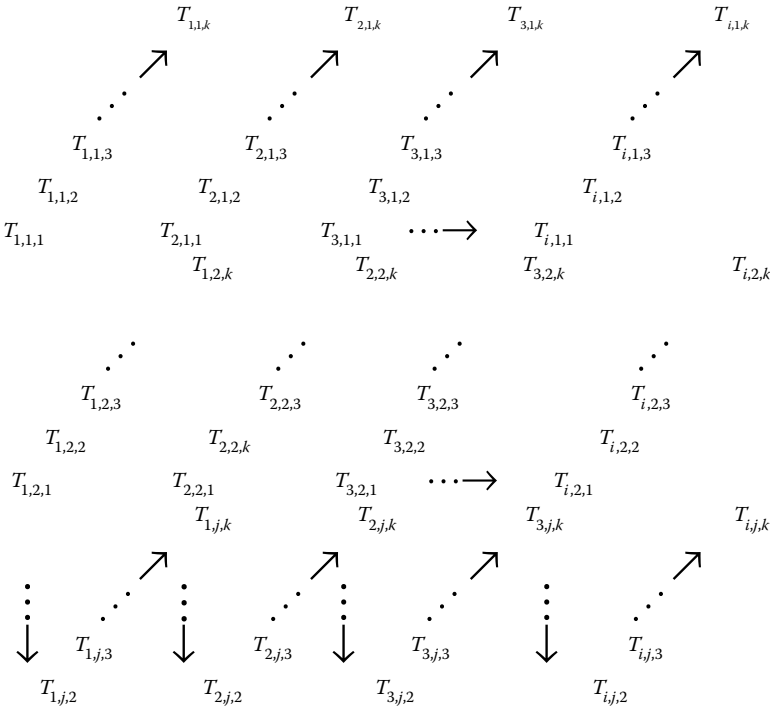 T1,1,k T2,1,k T3,1,k Ti,1,k
T1,1,3 T2,1,3 T3,1,3 Ti,1,3
T1,1,2 T2,1,2 T3,1,2 Ti,1,2
T1,1,1 T2,1,1 T3,1,1 Ti,1,1
T1,2,k T2,2,k T3,2,k Ti,2,k
T1,2,3 T2,2,3 T3,2,3 Ti,2,3
T1,2,2 T2,2,k T3,2,2 Ti,2,2
T1,2,1 T2,2,1 T3,2,1 Ti,2,1
T1,j,k T2,j,k T3,j,k Ti,j,k
T1,j,3 T2,j,3 T3,j,3 Ti,j,3
T1,j,2 T2,j,2 T3,j,2 Ti,j,2